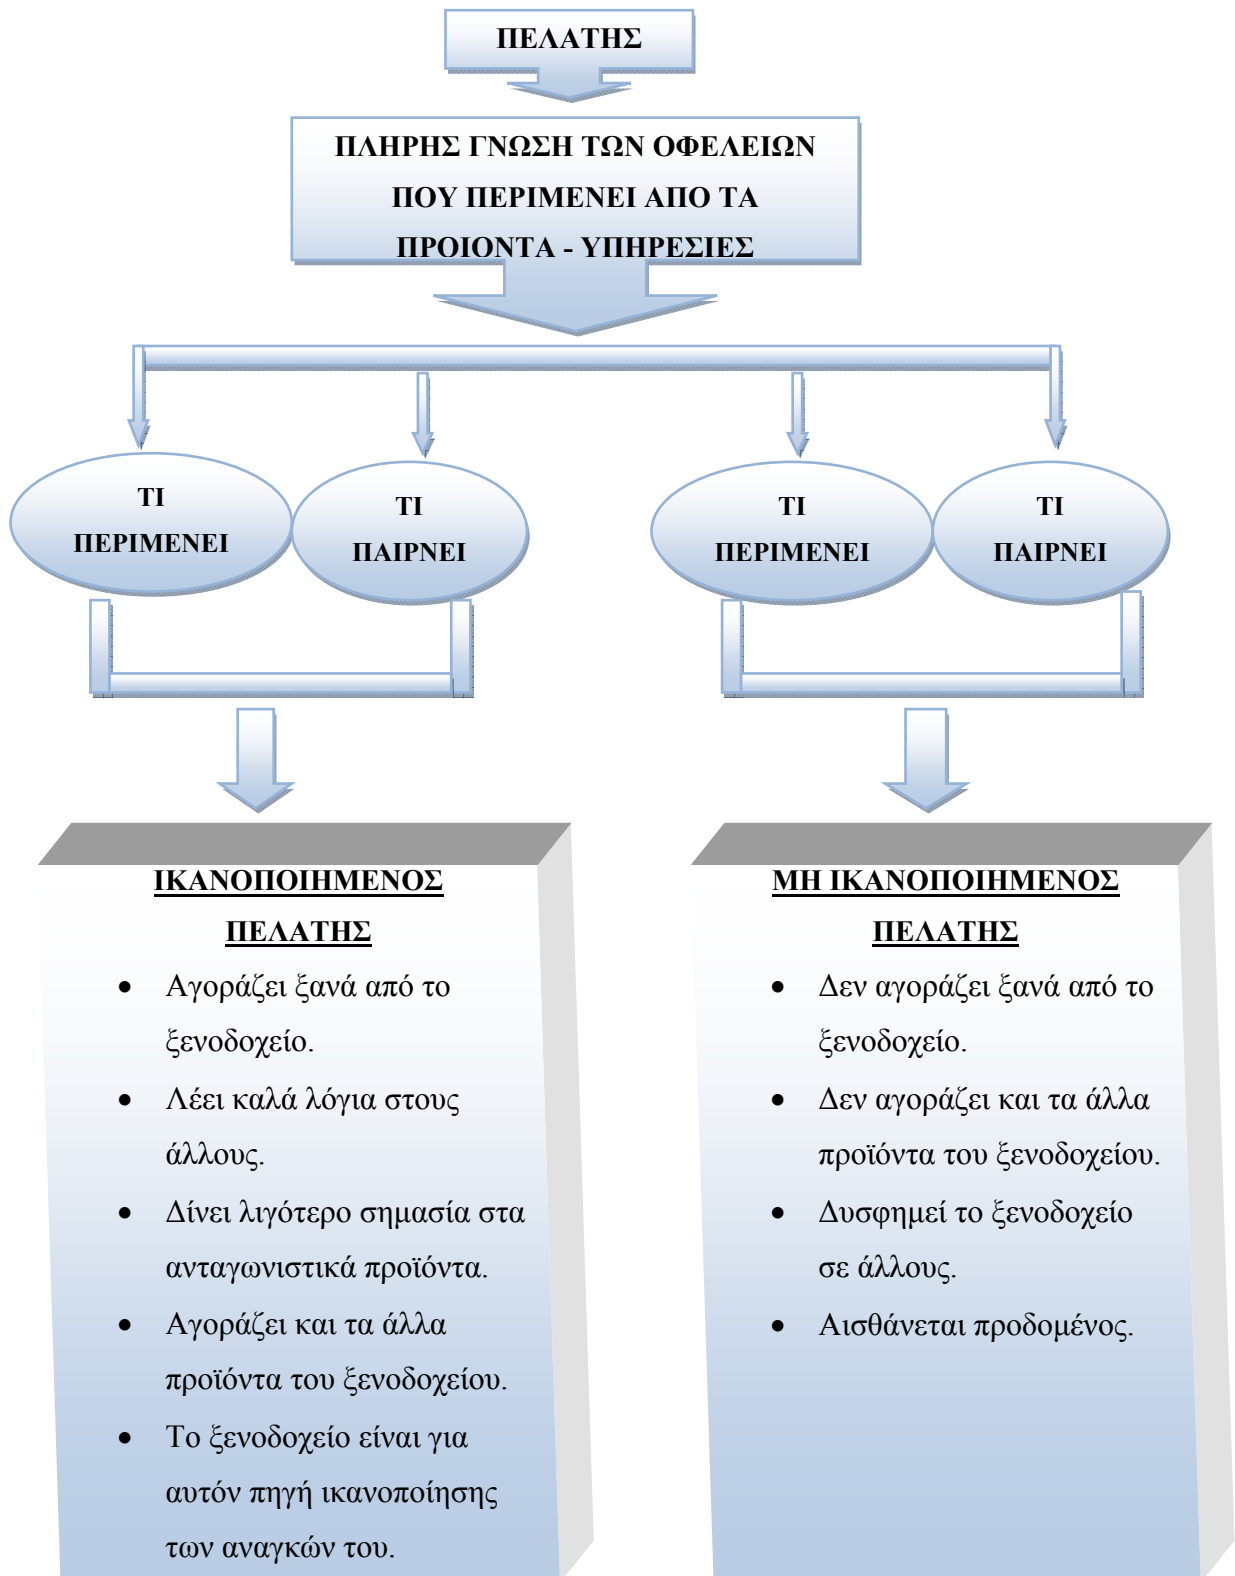 ΠΕΛΑΤΗΣ
ΠΛΗΡΗΣ ΓΝΩΣΗ ΤΩΝ ΟΦΕΛΕΙΩΝ
ΠΟΥ ΠΕΡΙΜΕΝΕΙ ΑΠΟ ΤΑ
ΠΡΟΙΟΝΤΑ - ΥΠΗΡΕΣΙΕΣ
ΤΙ
ΠΕΡΙΜΕΝΕΙ
ΤΙ
ΠΑΙΡΝΕΙ
ΤΙ
ΠΕΡΙΜΕΝΕΙ
ΤΙ
ΠΑΙΡΝΕΙ
ΙΚΑΝΟΠΟΙΗΜΕΝΟΣ
ΠΕΛΑΤΗΣ
• Αγοράζει ξανά από το
ξενοδοχείο.
• Λέει καλά λόγια στους
άλλους.
• Δίνει λιγότερο σημασία στα
ανταγωνιστικά προϊόντα.
• Αγοράζει και τα άλλα
προϊόντα του ξενοδοχείου.
• Το ξενοδοχείο είναι για
αυτόν πηγή ικανοποίησης
των αναγκών του.
ΜΗ ΙΚΑΝΟΠΟΙΗΜΕΝΟΣ
ΠΕΛΑΤΗΣ
• Δεν αγοράζει ξανά από το
ξενοδοχείο.
• Δεν αγοράζει και τα άλλα
προϊόντα του ξενοδοχείου.
• Δυσφημεί το ξενοδοχείο
σε άλλους.
• Αισθάνεται προδομένος.